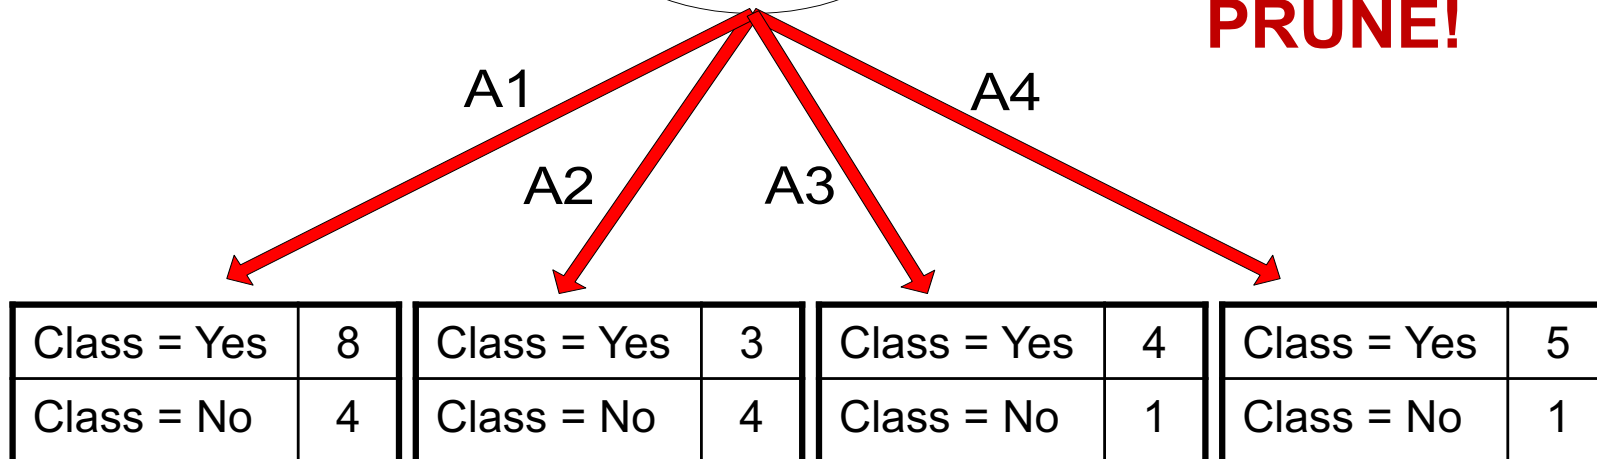 PRUNE!
A1
A4
A2
A3
Class = Yes 8 Class = Yes 3 Class = Yes 4 Class = Yes 5
Class = No 4 Class = No 4 Class = No 1 Class = No 1